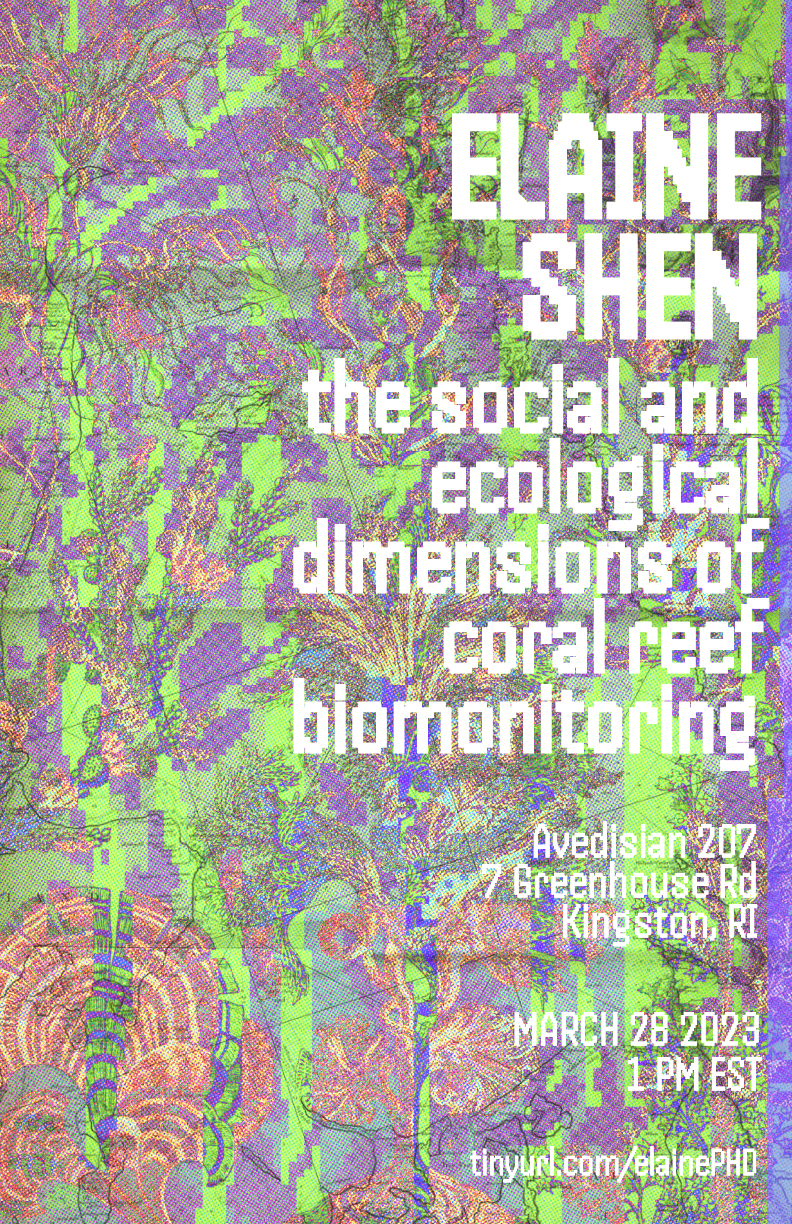 ELAINE
SHEN
the social and
ecological
dimensions of
coral reef
biomonitoring
Avedisian 207
7 Greenhouse Rd
Kingston, RI
MARCH 28 2023
1 PM EST
tinyurl.com/elainePHD